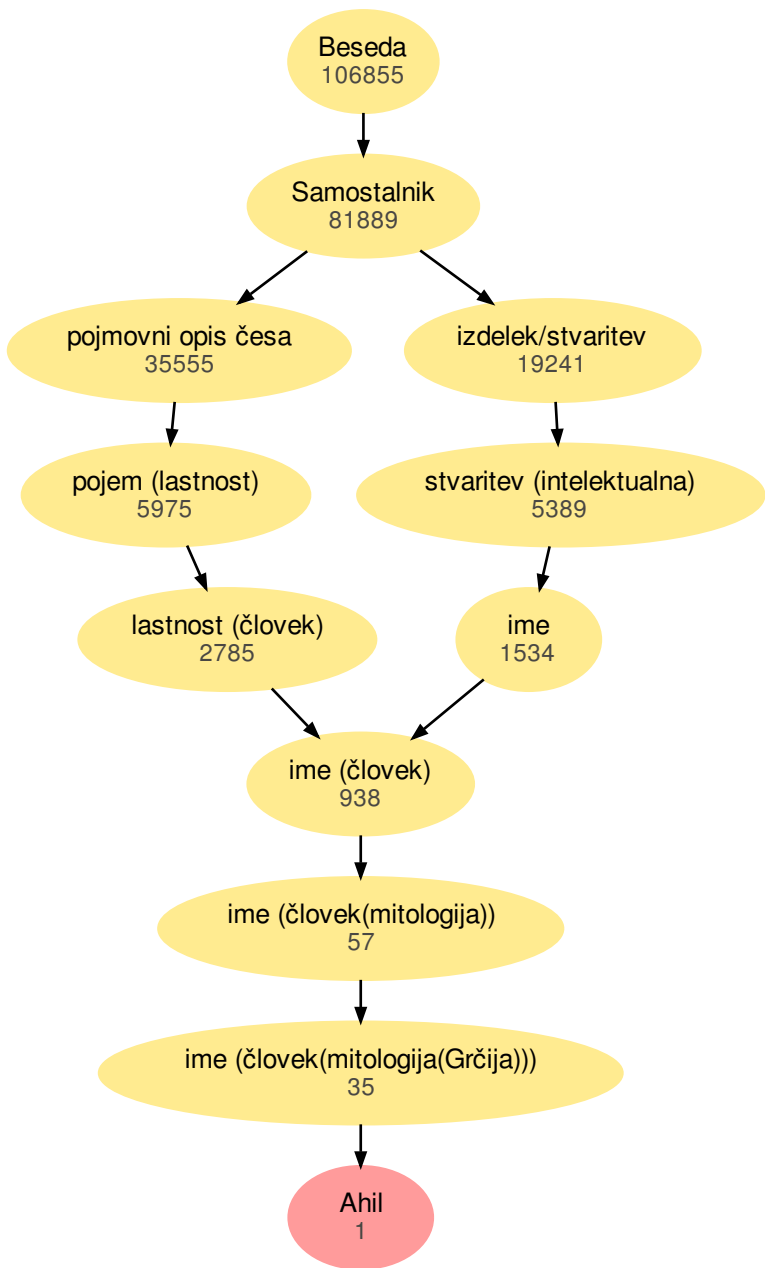 Beseda
106855
Samostalnik
81889
pojmovni opis česa
35555
izdelek/stvaritev
19241
pojem (lastnost)
5975
stvaritev (intelektualna)
5389
lastnost (človek)
2785
ime
1534
ime (človek)
938
ime (človek(mitologija))
57
ime (človek(mitologija(Grčija)))
35
Ahil
1